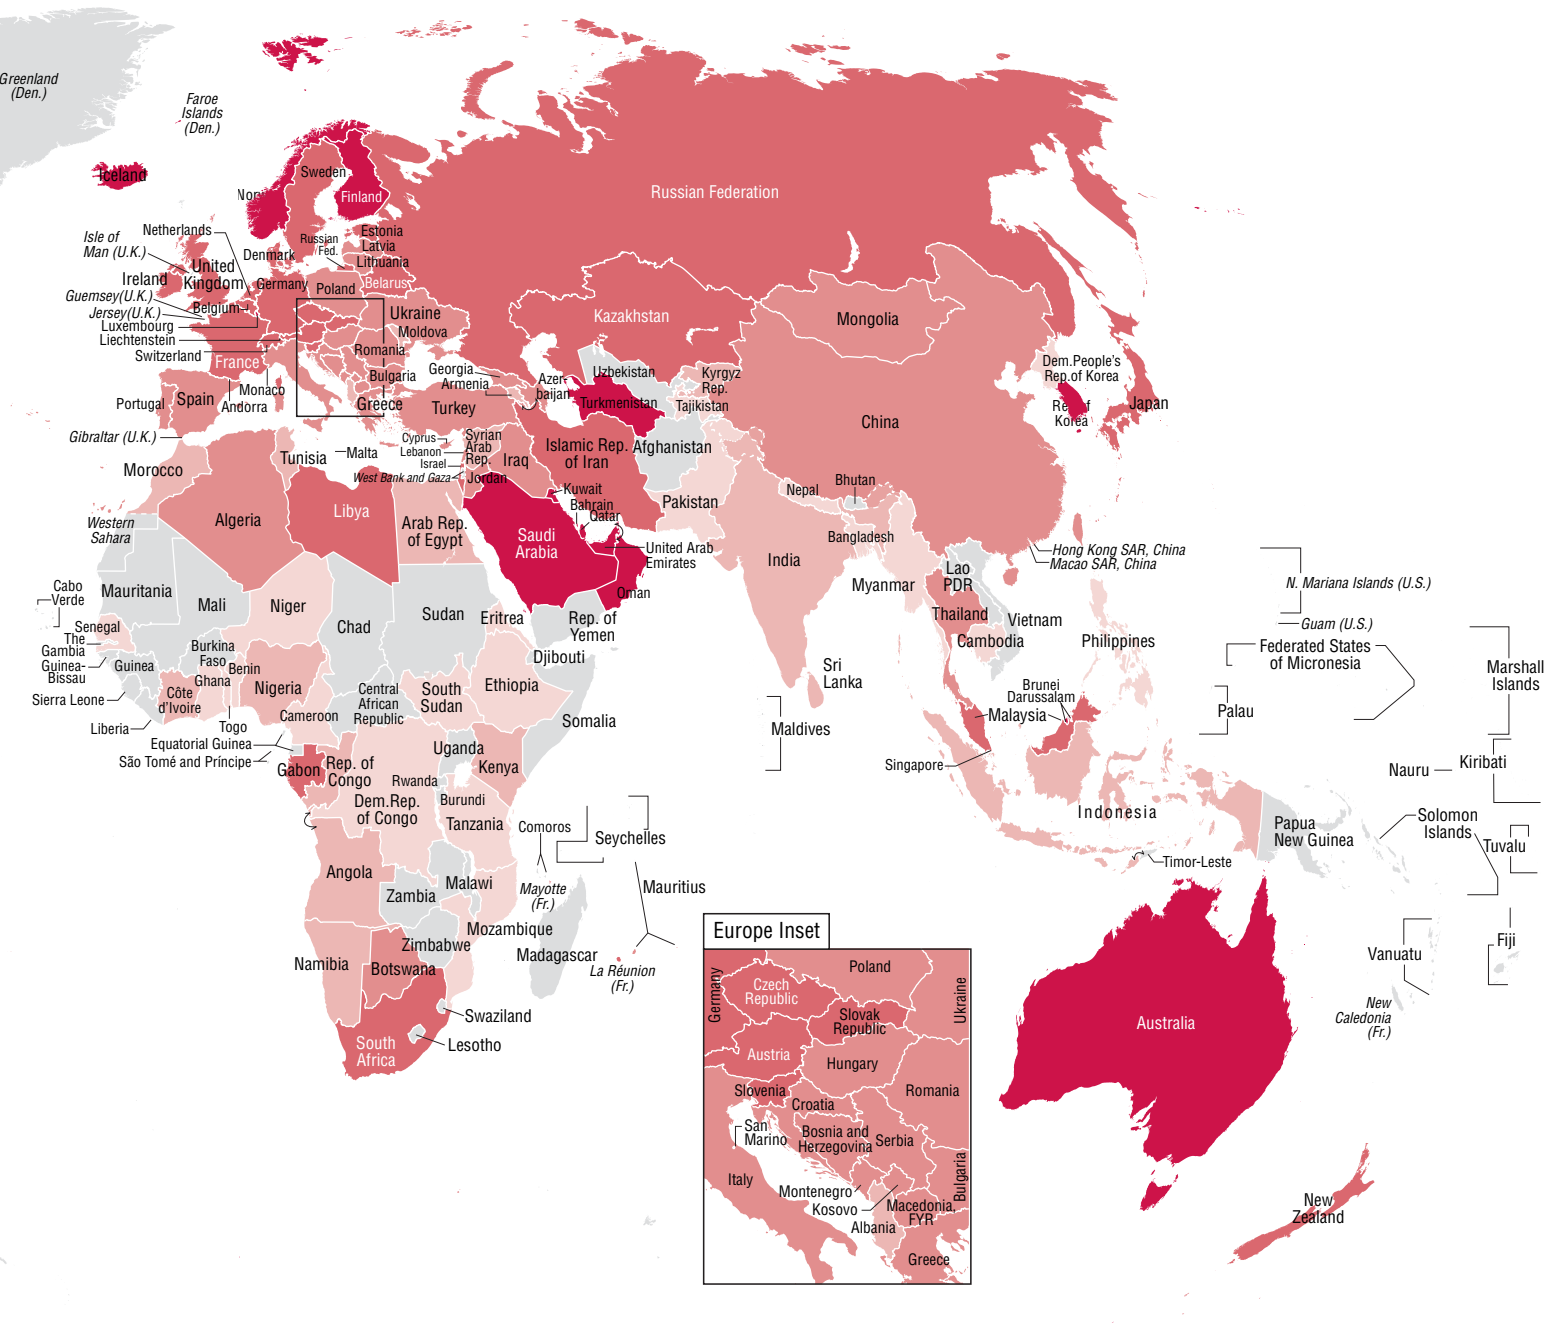 Greenland
(Den.)
Faroe
Islands
(Den.)
Iceland
Nor
Sweden
Finland
Russian Federation
Netherlands
Isle of
Man (U.K.)
Denmark
Russian
Fed.
Estonia
Latvia
Lithuania
United
Kingdom
Ireland
Germany
Poland
Belarus
Guernsey(U.K.)
Belgium
Jersey(U.K.)
Ukraine
Luxembourg
Moldova
Liechtenstein
Switzerland
France
Romania
Bulgaria
Monaco
Andorra
Portugal
Spain
Greece
Georgia
Armenia
Azer-
baijan
Turkey
Kazakhstan
Uzbekistan
Turkmenistan
Kyrgyz
Rep.
Tajikistan
Mongolia
China
Dem.People's
Rep.of Korea
Re of
Korea
Japan
Gibraltar (U.K.)
Morocco
Tunisia
Malta
Cyprus
Lebanon
Israel
West Bank and Gaza
Syrian
Arab
Rep.
Jordan
Iraq
Islamic Rep.
of Iran
Afghanistan
Kuwait
Bahrain
Qatar
Pakistan
Nepal
Bhutan
Western
Sahara
Algeria
Libya
Arab Rep.
of Egypt
Saudi
Arabia
United Arab
Emirates
Oman
India
Bangladesh
Myanmar
Lao
PDR
Hong Kong SAR, China
Macao SAR, China
N. Mariana Islands (U.S.)
Guam (U.S.)
Cabo
Verde
Mauritania
Mali
Niger
Chad
Sudan
Eritrea
Rep. of
Yemen
Djibouti
Thailand
Vietnam
Cambodia
Philippines
Federated States
of Micronesia
Marshall
Islands
Senegal
The
Gambia
Guinea-
Bissau
Guinea
Burkina
Faso
Benin
Ghana
Sierra Leone
Côte
d'Ivoire
Nigeria
Liberia
Togo
Cameroon
Central
African
Republic
South
Sudan
Ethiopia
Somalia
Sri
Lanka
Maldives
Brunei
Darussalam
Malaysia
Singapore
Palau
Equatorial Guinea
São Tomé and Príncipe
Gabon
Rep. of
Congo
Dem.Rep.
of Congo
Uganda
Kenya
Rwanda
Burundi
Tanzania
Comoros
Seychelles
Nauru
Kiribati
Indonesia
Papua
New Guinea
Solomon
Islands
Tuvalu
Timor-Leste
Angola
Zambia
Malawi
Mayotte
(Fr.)
Mauritius
Mozambique
Zimbabwe
Madagascar
La Réunion
(Fr.)
Namibia
Botswana
Swaziland
Lesotho
South
Africa
Vanuatu
Fiji
New
Caledonia
(Fr.)
Australia
New
Zealand
Europe Inset
Germany
Poland
Czech
Republic
Ukraine
Slovak
Republic
Austria
Hungary
Slovenia
Romania
Croatia
San
Marino
Bosnia and
Herzegovina
Serbia
Italy
Bulgaria
Montenegro
Kosovo
Macedonia,
FYR
Albania
Greece